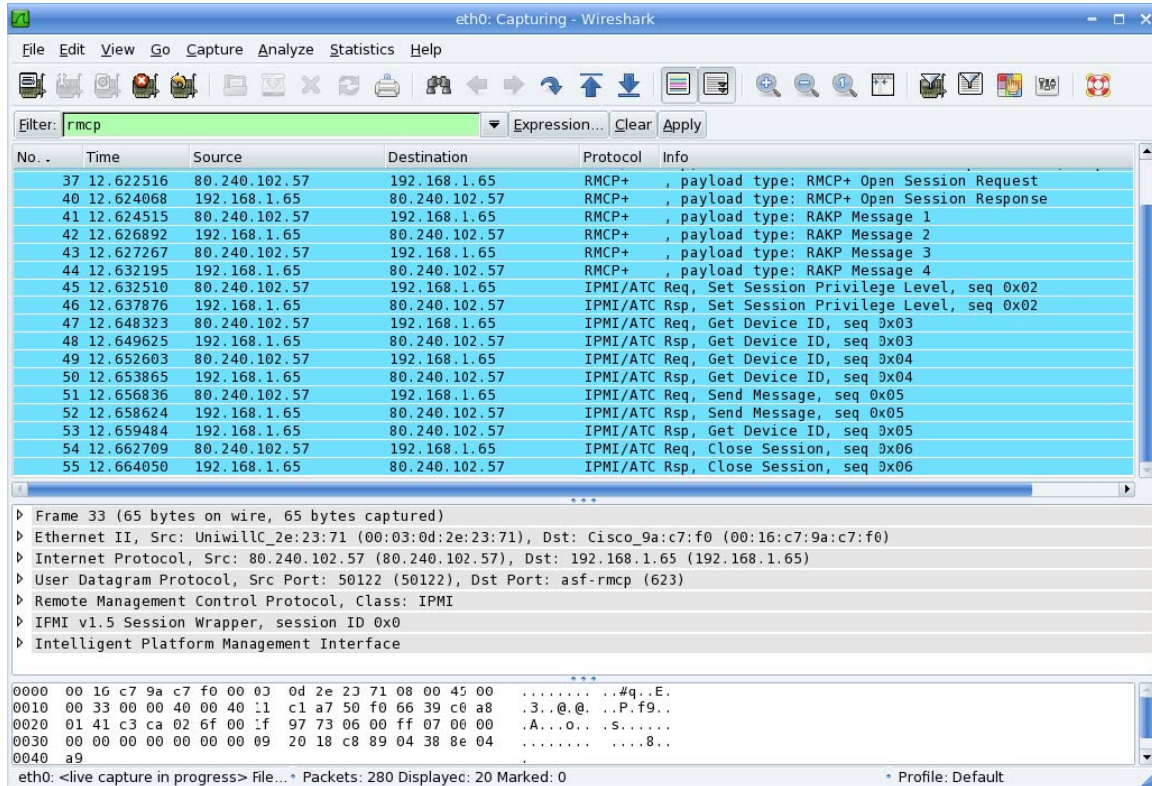 eth0: Capturing - Wireshark
File Edit View Go Capture Analyze Statistics Help
Filter: rmcp Expression... Clear Apply
No. . Time Source Destination Protocol Info
37 12.622516 80.240.102.57 192.168.1.65 RMCP+ , payload type: RMCP+ Open Session Request
40 12.624068 192.168.1.65 80.240.102.57 RMCP+ , payload type: RMCP+ Open Session Response
41 12.624515 80.240.102.57 192.168.1.65 RMCP+ , payload type: RAKP Message 1
42 12.626892 192.168.1.65 80.240.102.57 RMCP+ , payload type: RAKP Message 2
43 12.627267 80.240.102.57 192.168.1.65 RMCP+ , payload type: RAKP Message 3
44 12.632195 192.168.1.65 80.240.102.57 RMCP+ , payload type: RAKP Message 4
45 12.632510 80.240.102.57 192.168.1.65 IPMI/ATC Req, Set Session Privilege Level, seq 0x02
46 12.637876 192.168.1.65 80.240.102.57 IPMI/ATC Rsp, Set Session Privilege Level, seq 0x02
47 12.648323 80.240.102.57 192.168.1.65 IPMI/ATC Req, Get Device ID, seq 0x03
48 12.649625 192.168.1.65 80.240.102.57 IPMI/ATC Rsp, Get Device ID, seq 0x03
49 12.652603 80.240.102.57 192.168.1.65 IPMI/ATC Req, Get Device ID, seq 0x04
50 12.653865 192.168.1.65 80.240.102.57 IPMI/ATC Rsp, Get Device ID, seq 0x04
51 12.656836 80.240.102.57 192.168.1.65 IPMI/ATC Req, Send Message, seq 0x05
52 12.658624 192.168.1.65 80.240.102.57 IPMI/ATC Rsp, Send Message, seq 0x05
53 12.659484 192.168.1.65 80.240.102.57 IPMI/ATC Rsp, Get Device ID, seq 0x05
54 12.662709 80.240.102.57 192.168.1.65 IPMI/ATC Req, Close Session, seq 0x06
55 12.664050 192.168.1.65 80.240.102.57 IPMI/ATC Rsp, Close Session, seq 0x06
Frame 33 (65 bytes on wire, 65 bytes captured)
Ethernet II, Src: UniwillC_2e:23:71 (00:03:0d:2e:23:71), Dst: Cisco_9a:c7:f0 (00:16:c7:9a:c7:f0)
Internet Protocol, Src: 80.240.102.57 (80.240.102.57), Dst: 192.168.1.65 (192.168.1.65)
User Datagram Protocol, Src Port: 50122 (50122), Dst Port: asf-rmcp (623)
Remote Management Control Protocol, Class: IPMI
IPMI v1.5 Session Wrapper, session ID 0x0
Intelligent Platform Management Interface
0000 00 16 c7 9a c7 f0 00 03 0d 2e 23 71 08 00 45 00 ........ ..#q..E.
0010 00 33 00 00 40 00 40 11 c1 a7 50 f0 66 39 c0 a8 .3..@.@. ..P.f9..
0020 01 41 c3 ca 02 6f 00 1f 97 73 06 00 ff 07 00 00 .A...o.. .s......
0030 00 00 00 00 00 00 00 09 20 18 c8 89 04 38 8e 04 ........ ....8..
0040 a9 .
eth0: <live capture in progress> File... Packets: 280 Displayed: 20 Marked: 0 Profile: Default